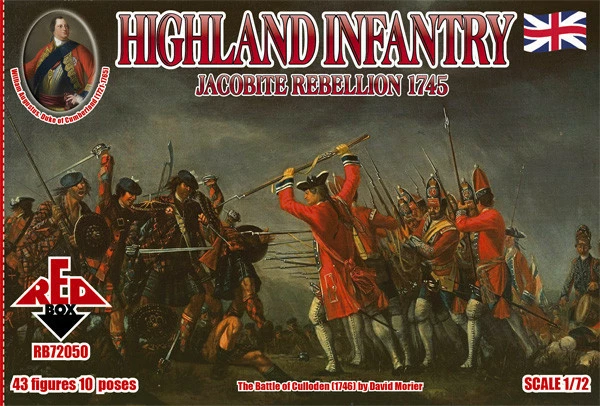 HIGHLAND INFANTRY
JACOBITE REBELLION 1745
William Augustus, Duke of Cumberland (1721-1765)
RED
BOX
RB72050
43 figures 10 poses
The Battle of Culloden (1746) by David Morier
SCALE 1/72